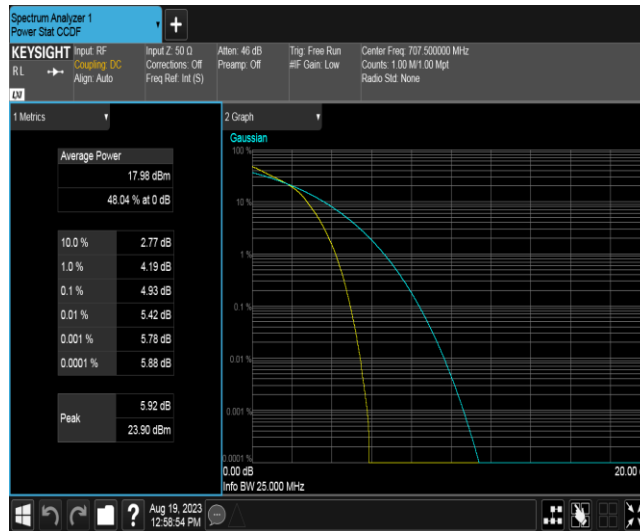 Spectrum Analyzer 1
Power Stat CCDF
+
KEYSIGHT
RL
LXI
Input: RF
Coupling: DC
Align: Auto
Input Z: 50 Ω
Corrections: Off
Freq Ref: Int (S)
Atten: 46 dB
Preamp: Off
Trig: Free Run
#IF Gain: Low
Center Freq: 707.500000 MHz
Counts: 1.00 M/1.00 Mpt
Radio Std: None
1 Metrics
Average Power
17.98 dBm
48.04 % at 0 dB
10.0 % 2.77 dB
1.0 % 4.19 dB
0.1 % 4.93 dB
0.01 % 5.42 dB
0.001 % 5.78 dB
0.0001 % 5.88 dB
Peak 5.92 dB
23.90 dBm
2 Graph
Gaussian
100 %
10 %
1 %
0.1 %
0.01 %
0.001 %
0.0001 %
0.00 dB
20.00
Info BW 25.000 MHz
?
Aug 19, 2023
12:58:54 PM